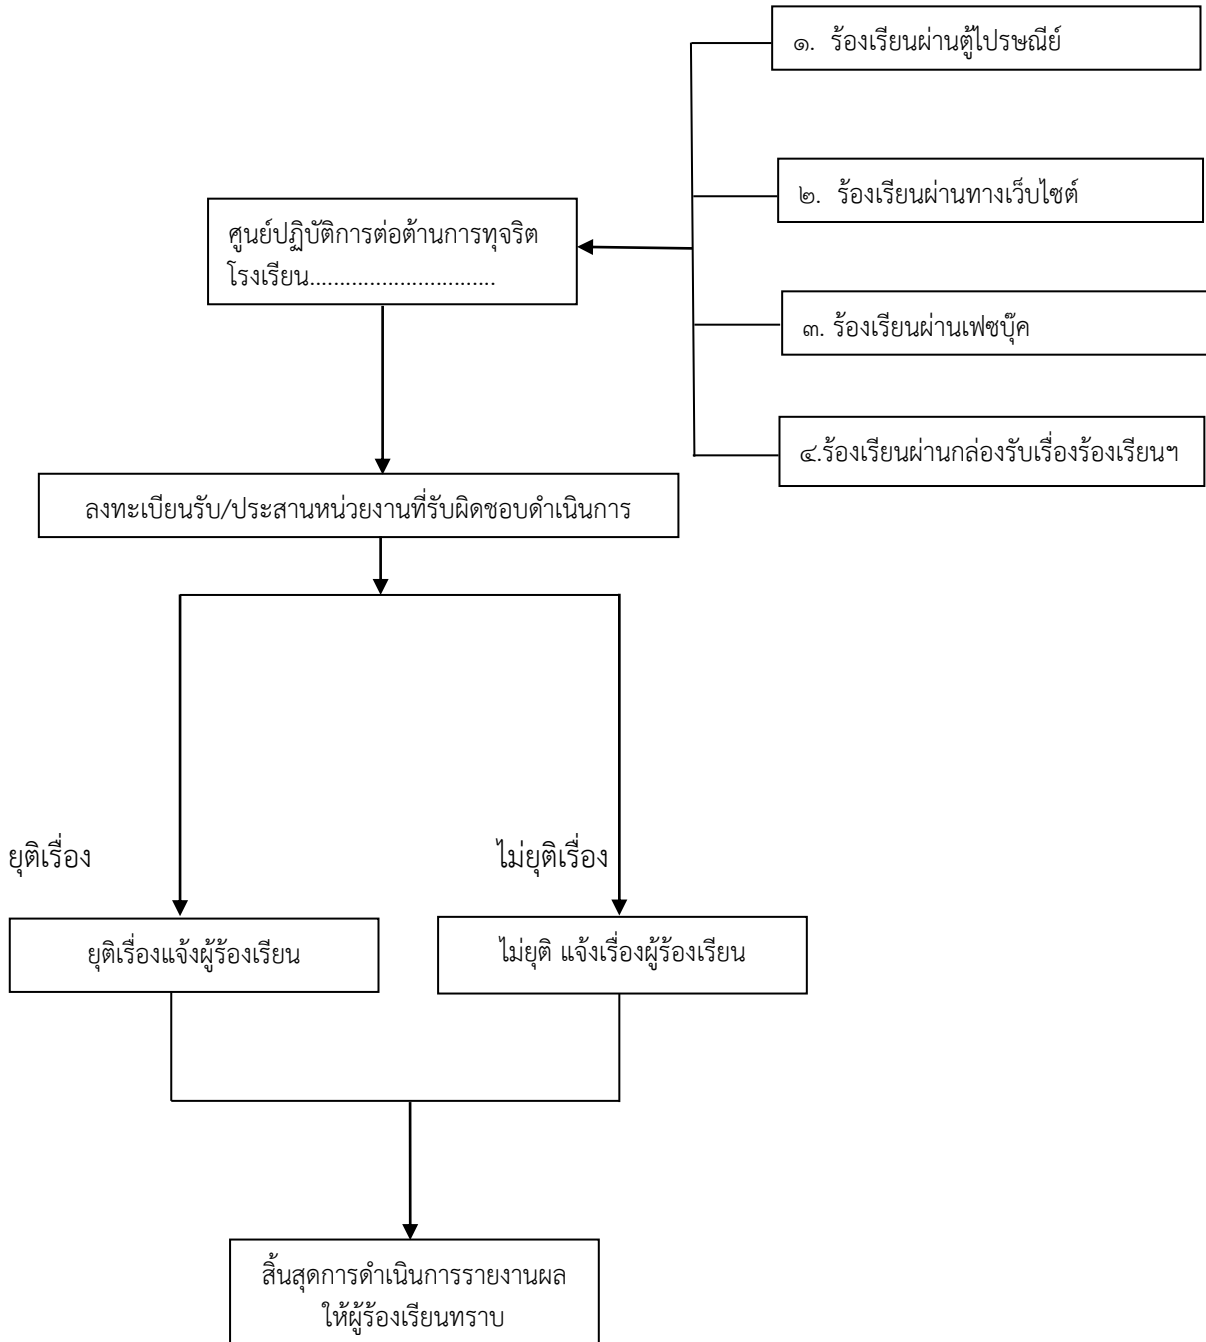 ๑.  ร้องเรียนผ่านตู้ไปรษณีย์
๒.  ร้องเรียนผ่านทางเว็บไซต์
ศูนย์ปฏิบัติการต่อต้านการทุจริต
โรงเรียน...............................
๓. ร้องเรียนผ่านเฟซบุ๊ค
๔.ร้องเรียนผ่านกล่องรับเรื่องร้องเรียนฯ
ลงทะเบียนรับ/ประสานหน่วยงานที่รับผิดชอบดำเนินการ
ยุติเรื่อง
ไม่ยุติเรื่อง
ยุติเรื่องแจ้งผู้ร้องเรียน
ไม่ยุติ แจ้งเรื่องผู้ร้องเรียน
สิ้นสุดการดำเนินการรายงานผล
ให้ผู้ร้องเรียนทราบ